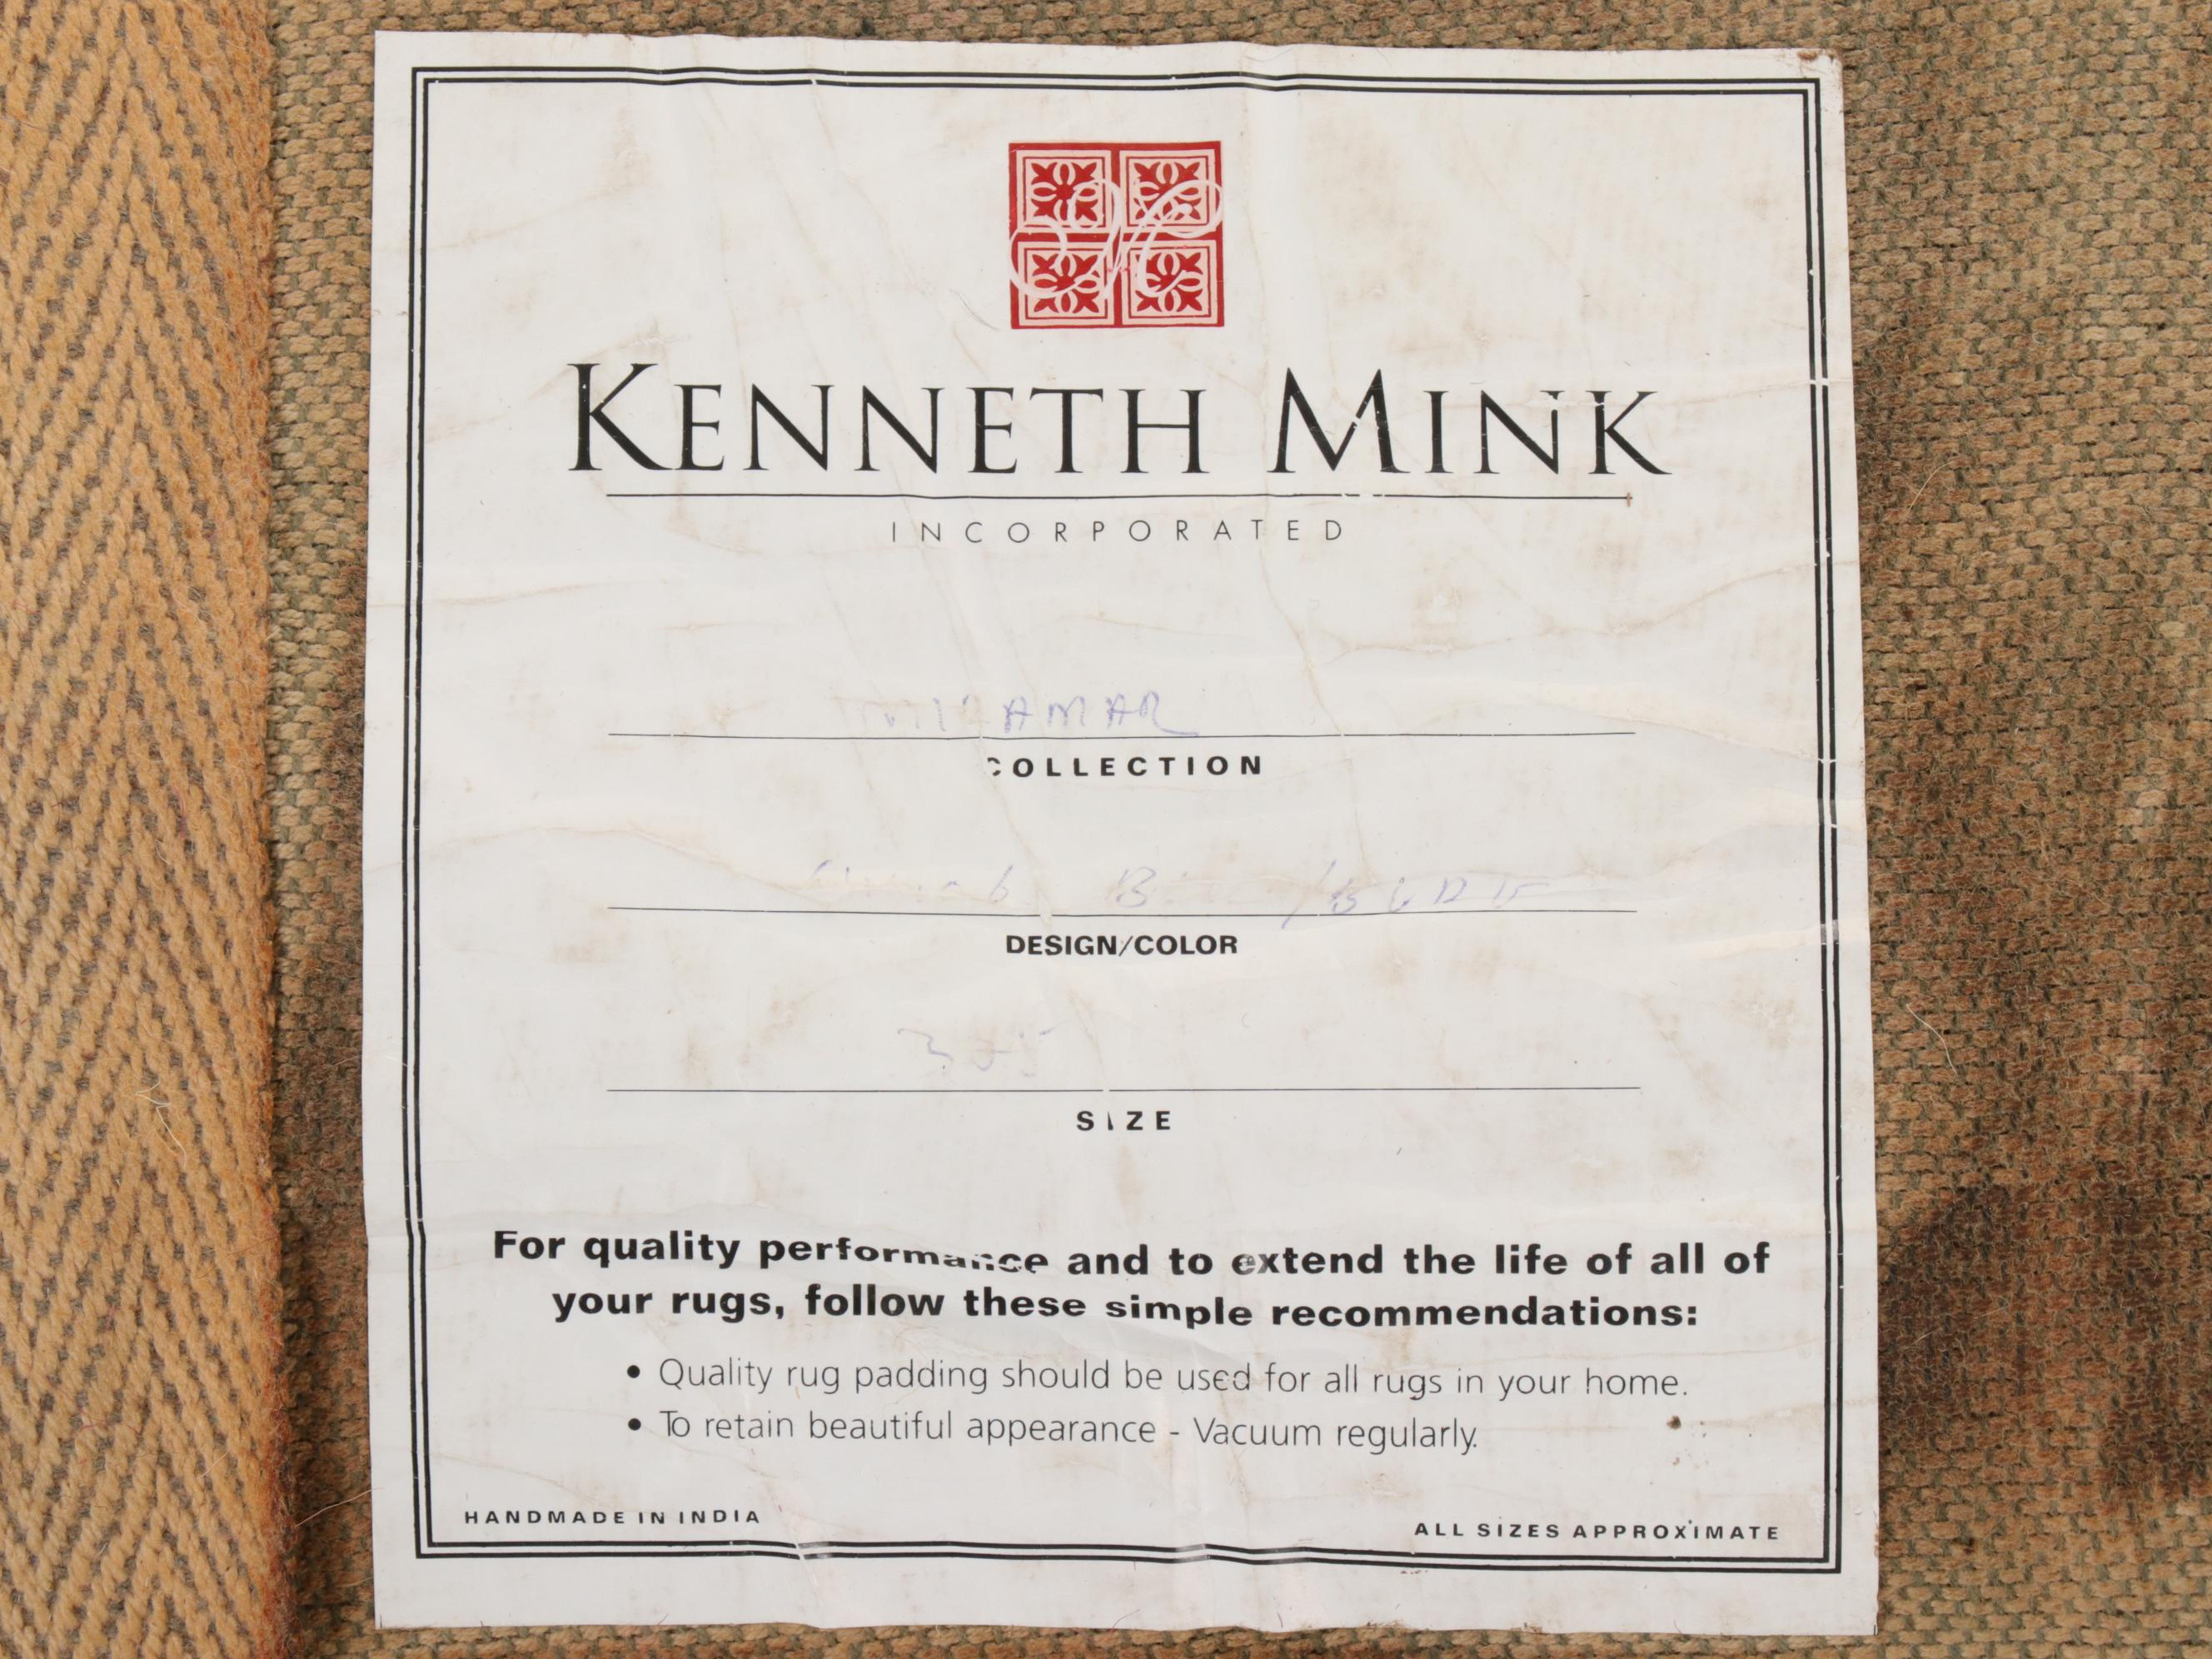 KENNETH MINK
INCORPORATED
MIRAMAR
COLLECTION
DESIGN/COLOR
SIZE
For quality performance and to extend the life of all of
your rugs, follow these simple recommendations:
• Quality rug padding should be used for all rugs in your home.
• To retain beautiful appearance - Vacuum regularly.
HANDMADE IN INDIA
ALL SIZES APPROXIMATE